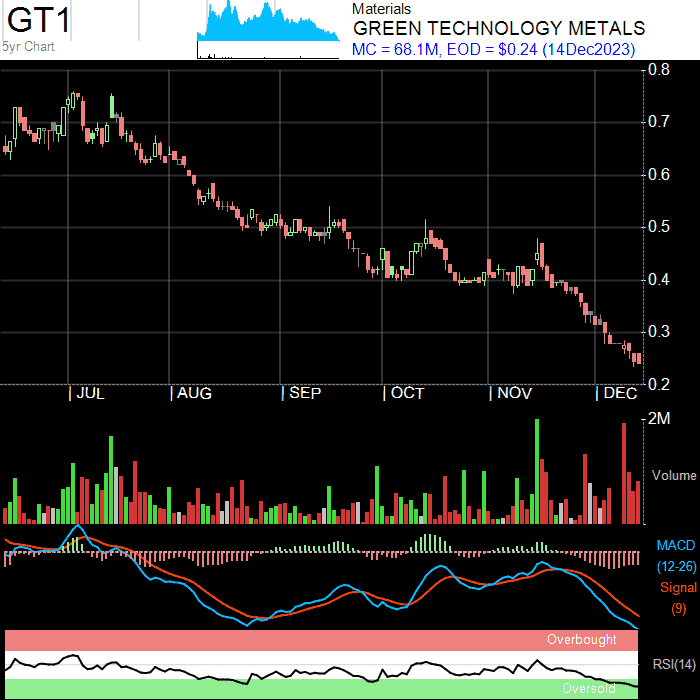 GT1
5yr Chart
Materials
GREEN TECHNOLOGY METALS
MC = 68.1M, EOD = $0.24 (14Dec2023)
0.8
0.7
0.6
0.5
0.4
0.3
0.2
JUL AUG SEP OCT NOV DEC
2M
Volume
MACD
(12-26)
Signal
(9)
Overbought
RSI(14)
Oversold